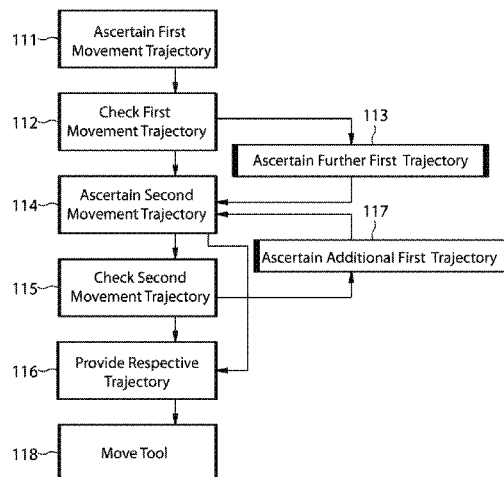 111
Ascertain First
Movement Trajectory
112
Check First
Movement Trajectory
113
Ascertain Further First Trajectory
114
Ascertain Second
Movement Trajectory
117
Ascertain Additional First Trajectory
115
Check Second
Movement Trajectory
116
Provide Respective
Trajectory
118
Move Tool